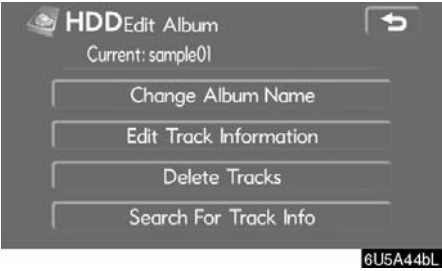 HDD Edit Album
Current: sample01
Change Album Name
Edit Track Information
Delete Tracks
Search For Track Info
6U5A44bL